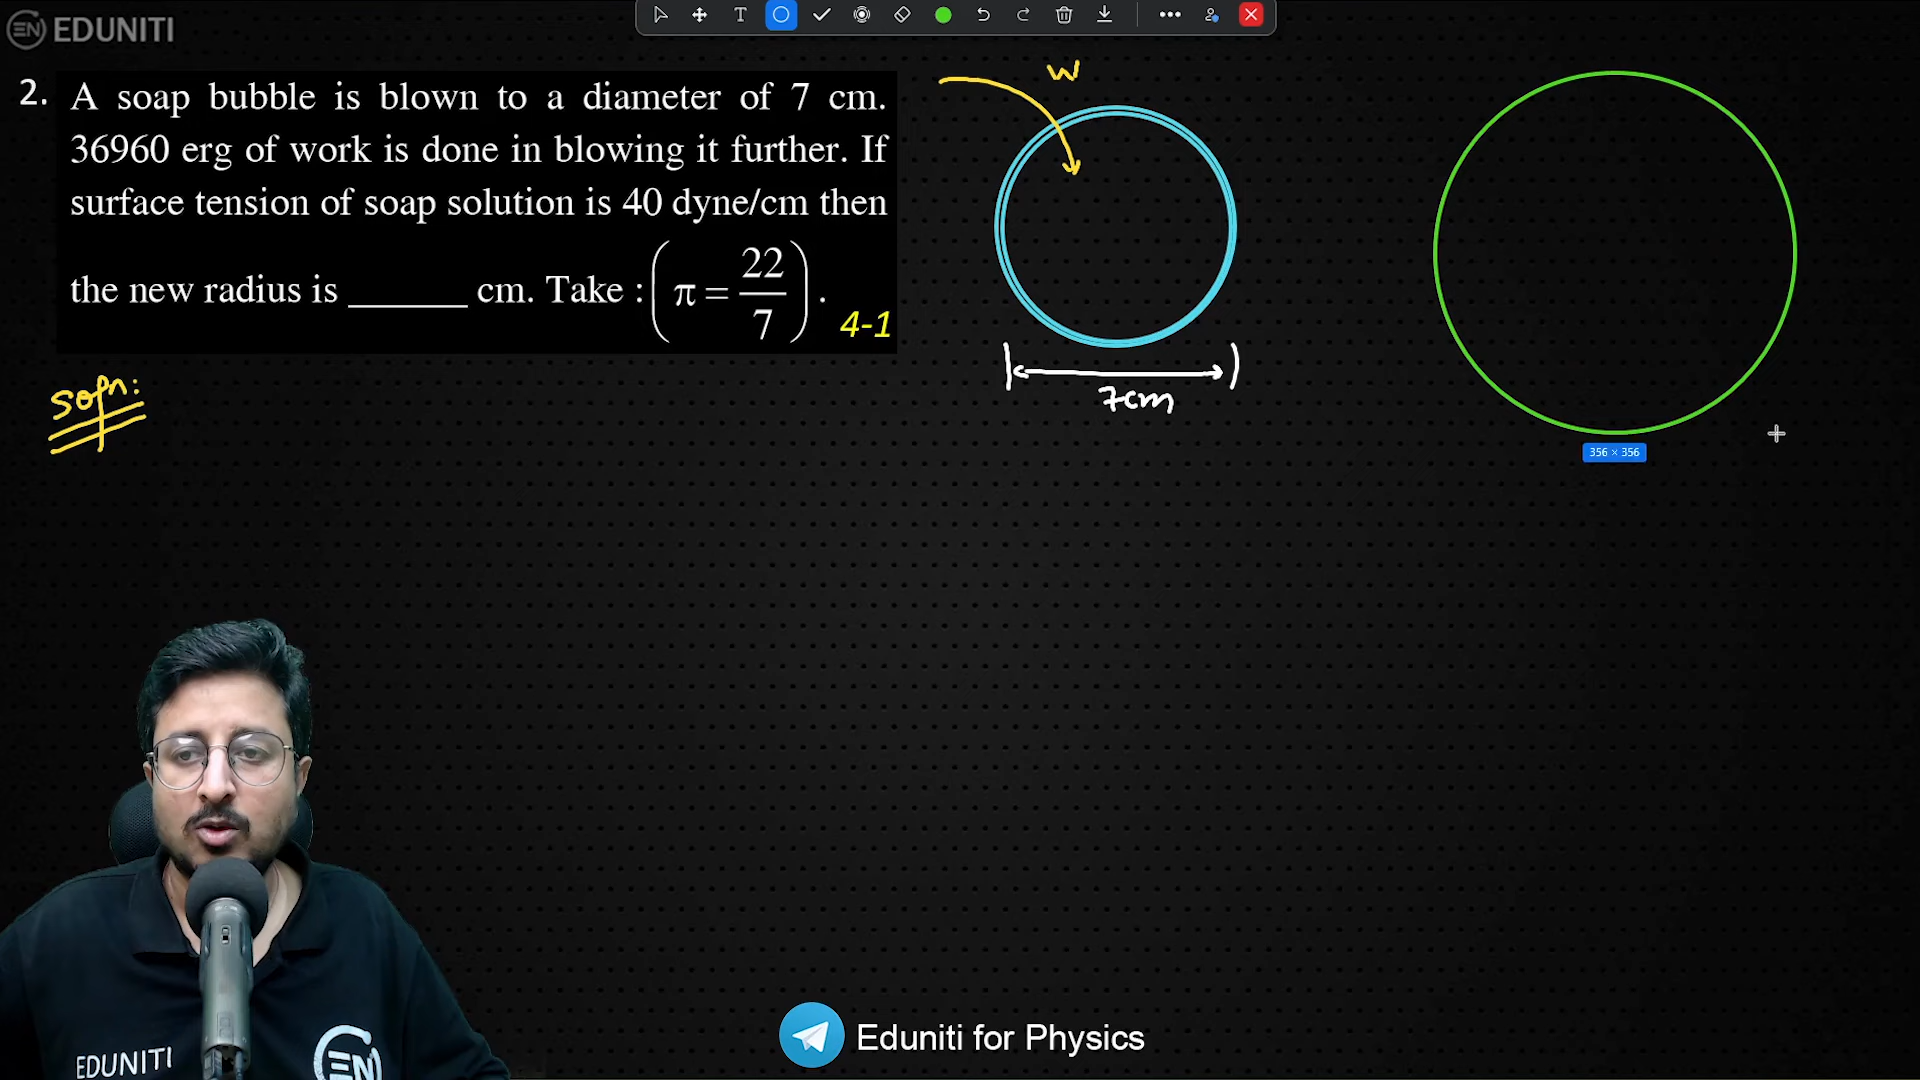 EDUNITI
2. A soap bubble is blown to a diameter of 7 cm.
36960 erg of work is done in blowing it further. If
surface tension of soap solution is 40 dyne/cm then
the new radius is ______ cm. Take : (π = 22/7).
4-1
Soln:
W
7cm
T
356 × 356
EDUNITI
EN
Eduniti for Physics